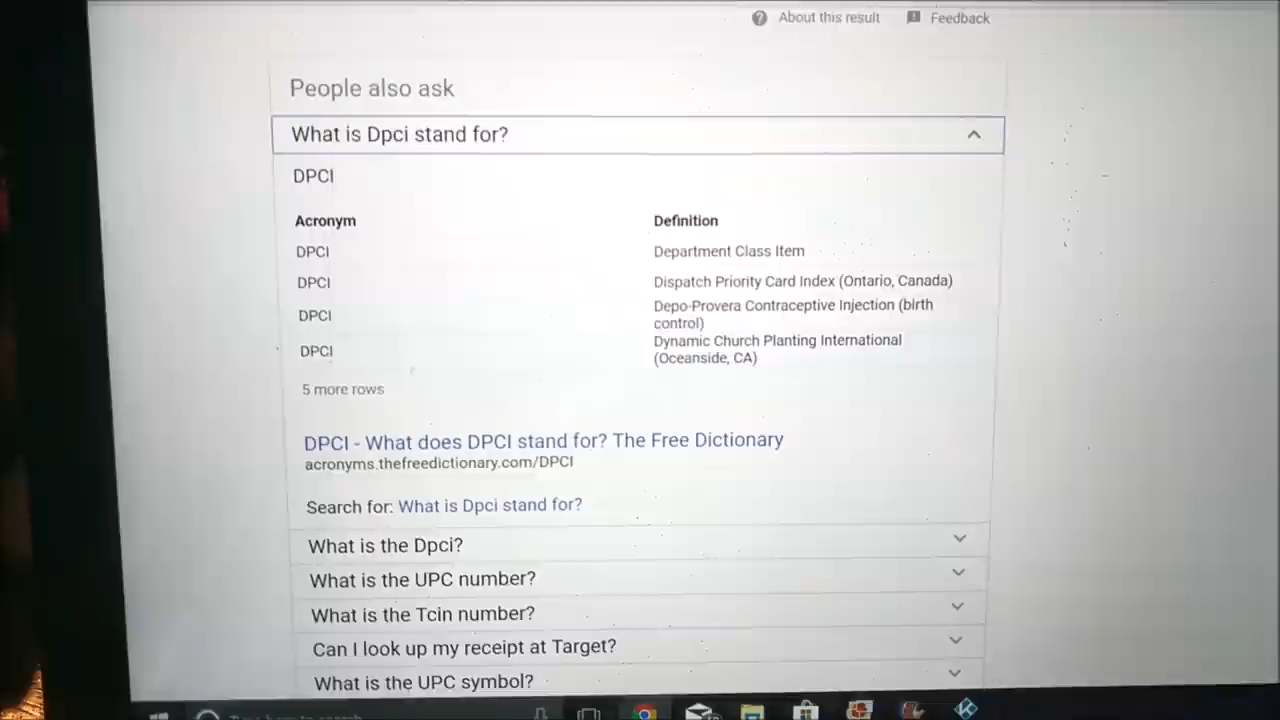 About this result Feedback
People also ask
What is Dpci stand for?
DPCI
Acronym Definition
DPCI Department Class Item
DPCI Dispatch Priority Card Index (Ontario, Canada)
DPCI Depo-Provera Contraceptive Injection (birth
control)
DPCI Dynamic Church Planting International
(Oceanside, CA)
5 more rows
DPCI - What does DPCI stand for? The Free Dictionary
acronyms.thefreedictionary.com/DPCI
Search for: What is Dpci stand for?
What is the Dpci?
What is the UPC number?
What is the Tcin number?
Can I look up my receipt at Target?
What is the UPC symbol?